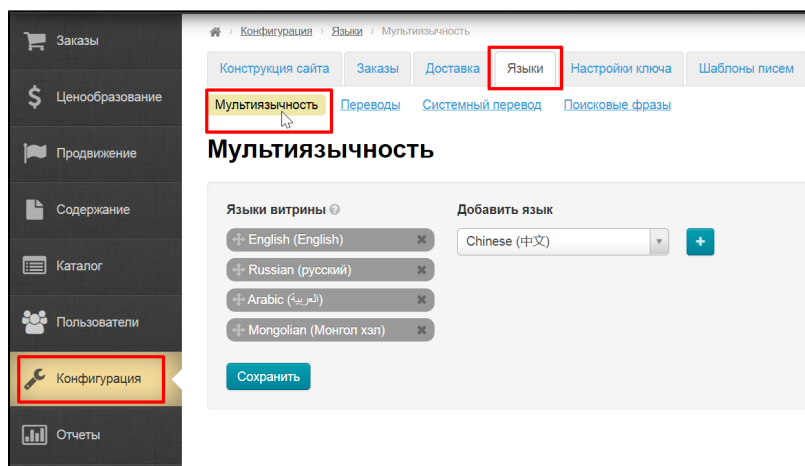 Заказы
Ценообразование
Продвижение
Содержание
Каталог
Пользователи
Конфигурация
Отчеты
Конфигурация Языки Мультиязычность
Конструкция сайта Заказы Доставка Языки Настройки ключа Шаблоны писем
Мультиязычность Переводы Системный перевод Поисковые фразы
Мультиязычность
Языки витрины
English (English)
Russian (русский)
Arabic (العربية)
Mongolian (Монгол хэл)
Сохранить
Добавить язык
Chinese (中文)